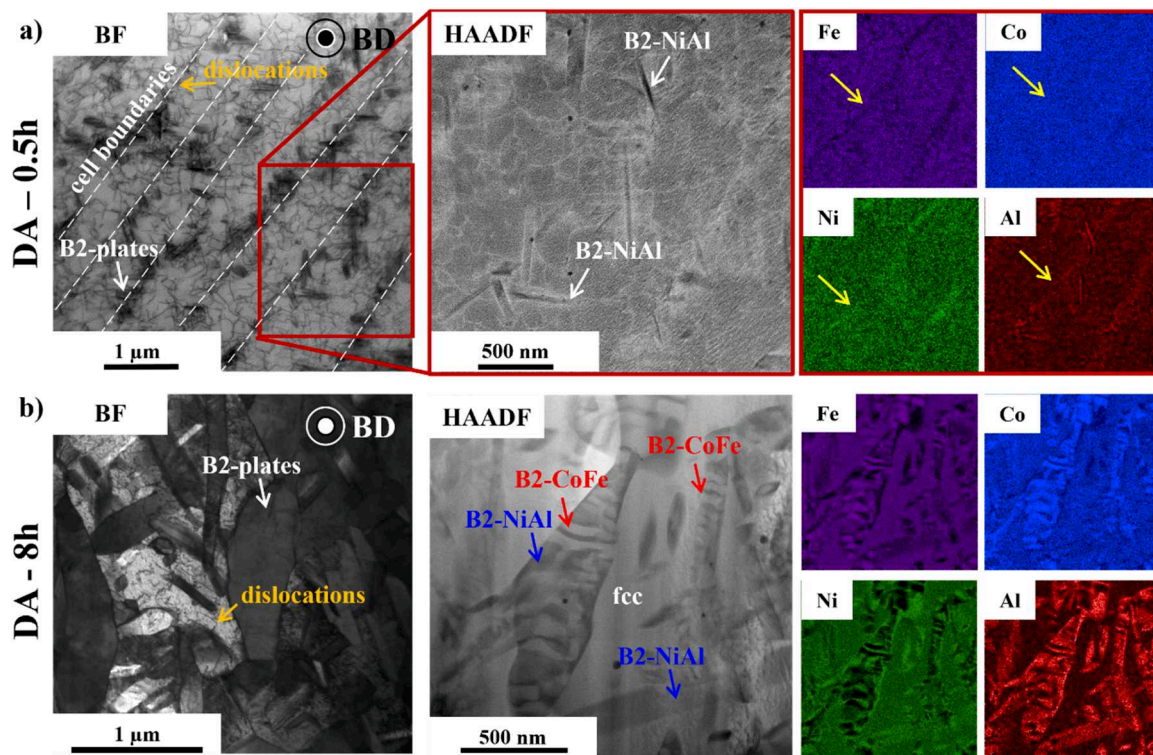 a)
BF
BD
dislocations
cell boundaries
B2-plates
1 µm
DA – 0.5h
HAADF
B2-NiAl
B2-NiAl
500 nm
Fe
Co
Ni
Al
b)
BF
BD
B2-plates
dislocations
1 µm
DA - 8h
HAADF
B2-CoFe
B2-CoFe
B2-NiAl
fcc
B2-NiAl
500 nm
Fe
Co
Ni
Al